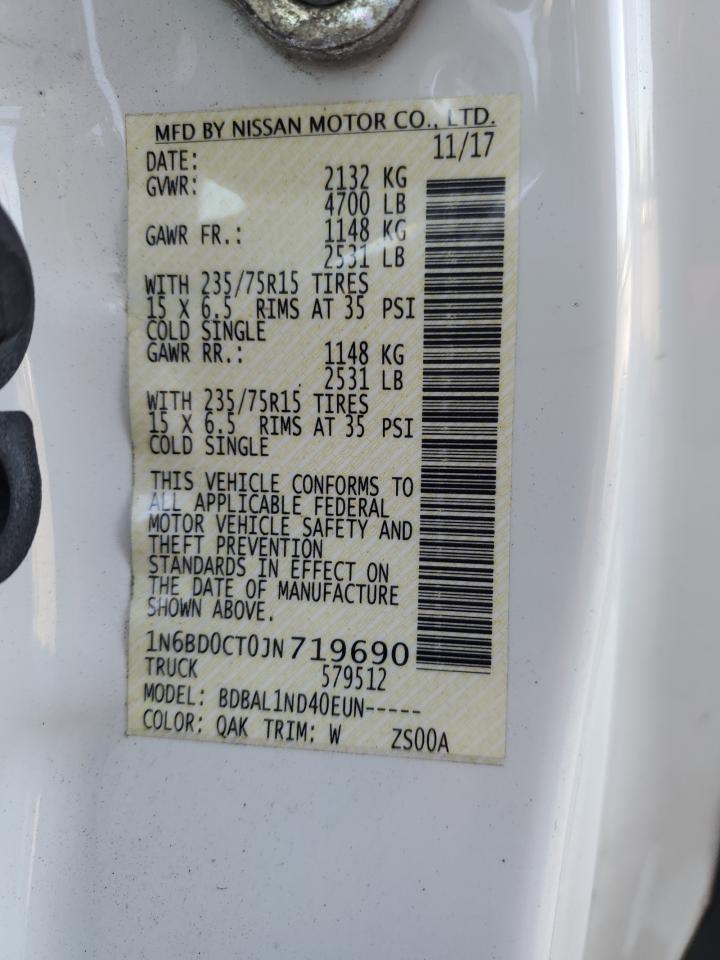 MFD BY NISSAN MOTOR CO., LTD.
DATE: 11/17
GVWR: 2132 KG
4700 LB
GAWR FR.: 1148 KG
2531 LB
WITH 235/75R15 TIRES
15 X 6.5 RIMS AT 35 PSI
COLD SINGLE
GAWR RR.: 1148 KG
2531 LB
WITH 235/75R15 TIRES
15 X 6.5 RIMS AT 35 PSI
COLD SINGLE
THIS VEHICLE CONFORMS TO
ALL APPLICABLE FEDERAL
MOTOR VEHICLE SAFETY AND
THEFT PREVENTION
STANDARDS IN EFFECT ON
THE DATE OF MANUFACTURE
SHOWN ABOVE.
1N6BD0CT0JN719690
TRUCK 579512
MODEL: BDBAL1ND40EUN-----
COLOR: QAK TRIM: W ZS00A